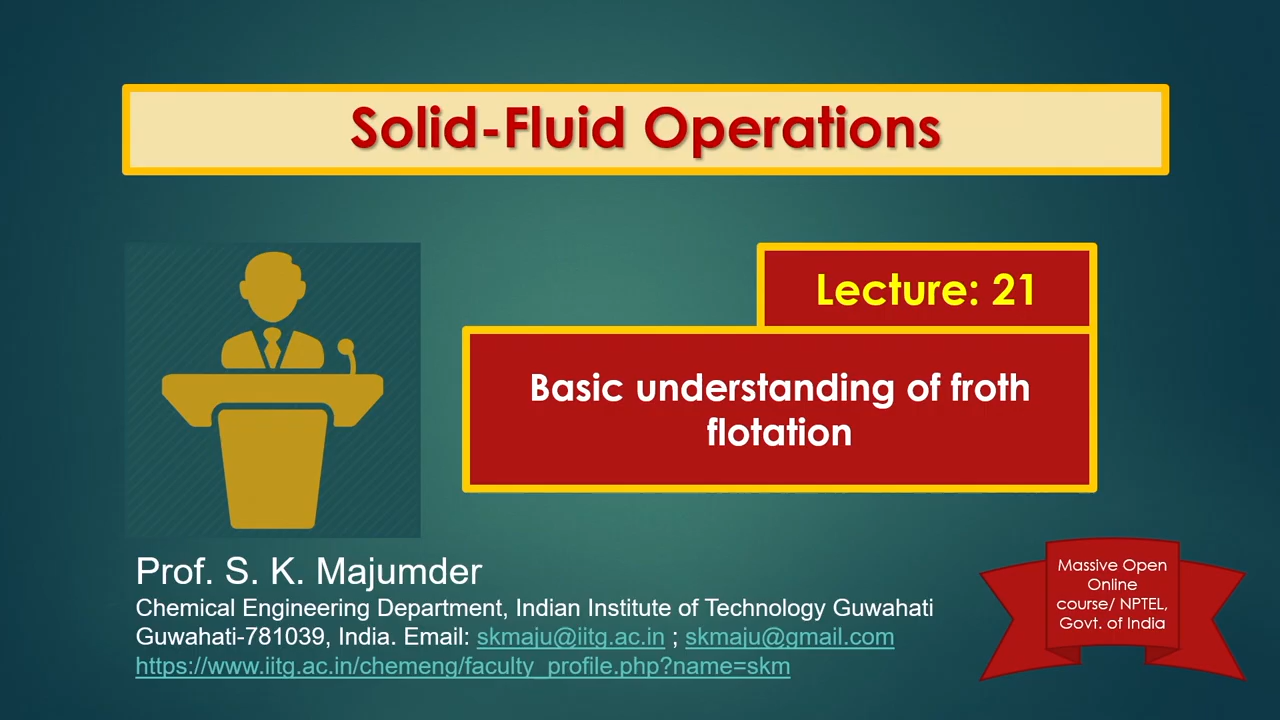 Solid-Fluid Operations
Lecture: 21
Basic understanding of froth
flotation
Prof. S. K. Majumder
Chemical Engineering Department, Indian Institute of Technology Guwahati
Guwahati-781039, India. Email: skmaju@iitg.ac.in ; skmaju@gmail.com
https://www.iitg.ac.in/chemeng/faculty_profile.php?name=skm
Massive Open
Online
course/ NPTEL,
Govt. of India